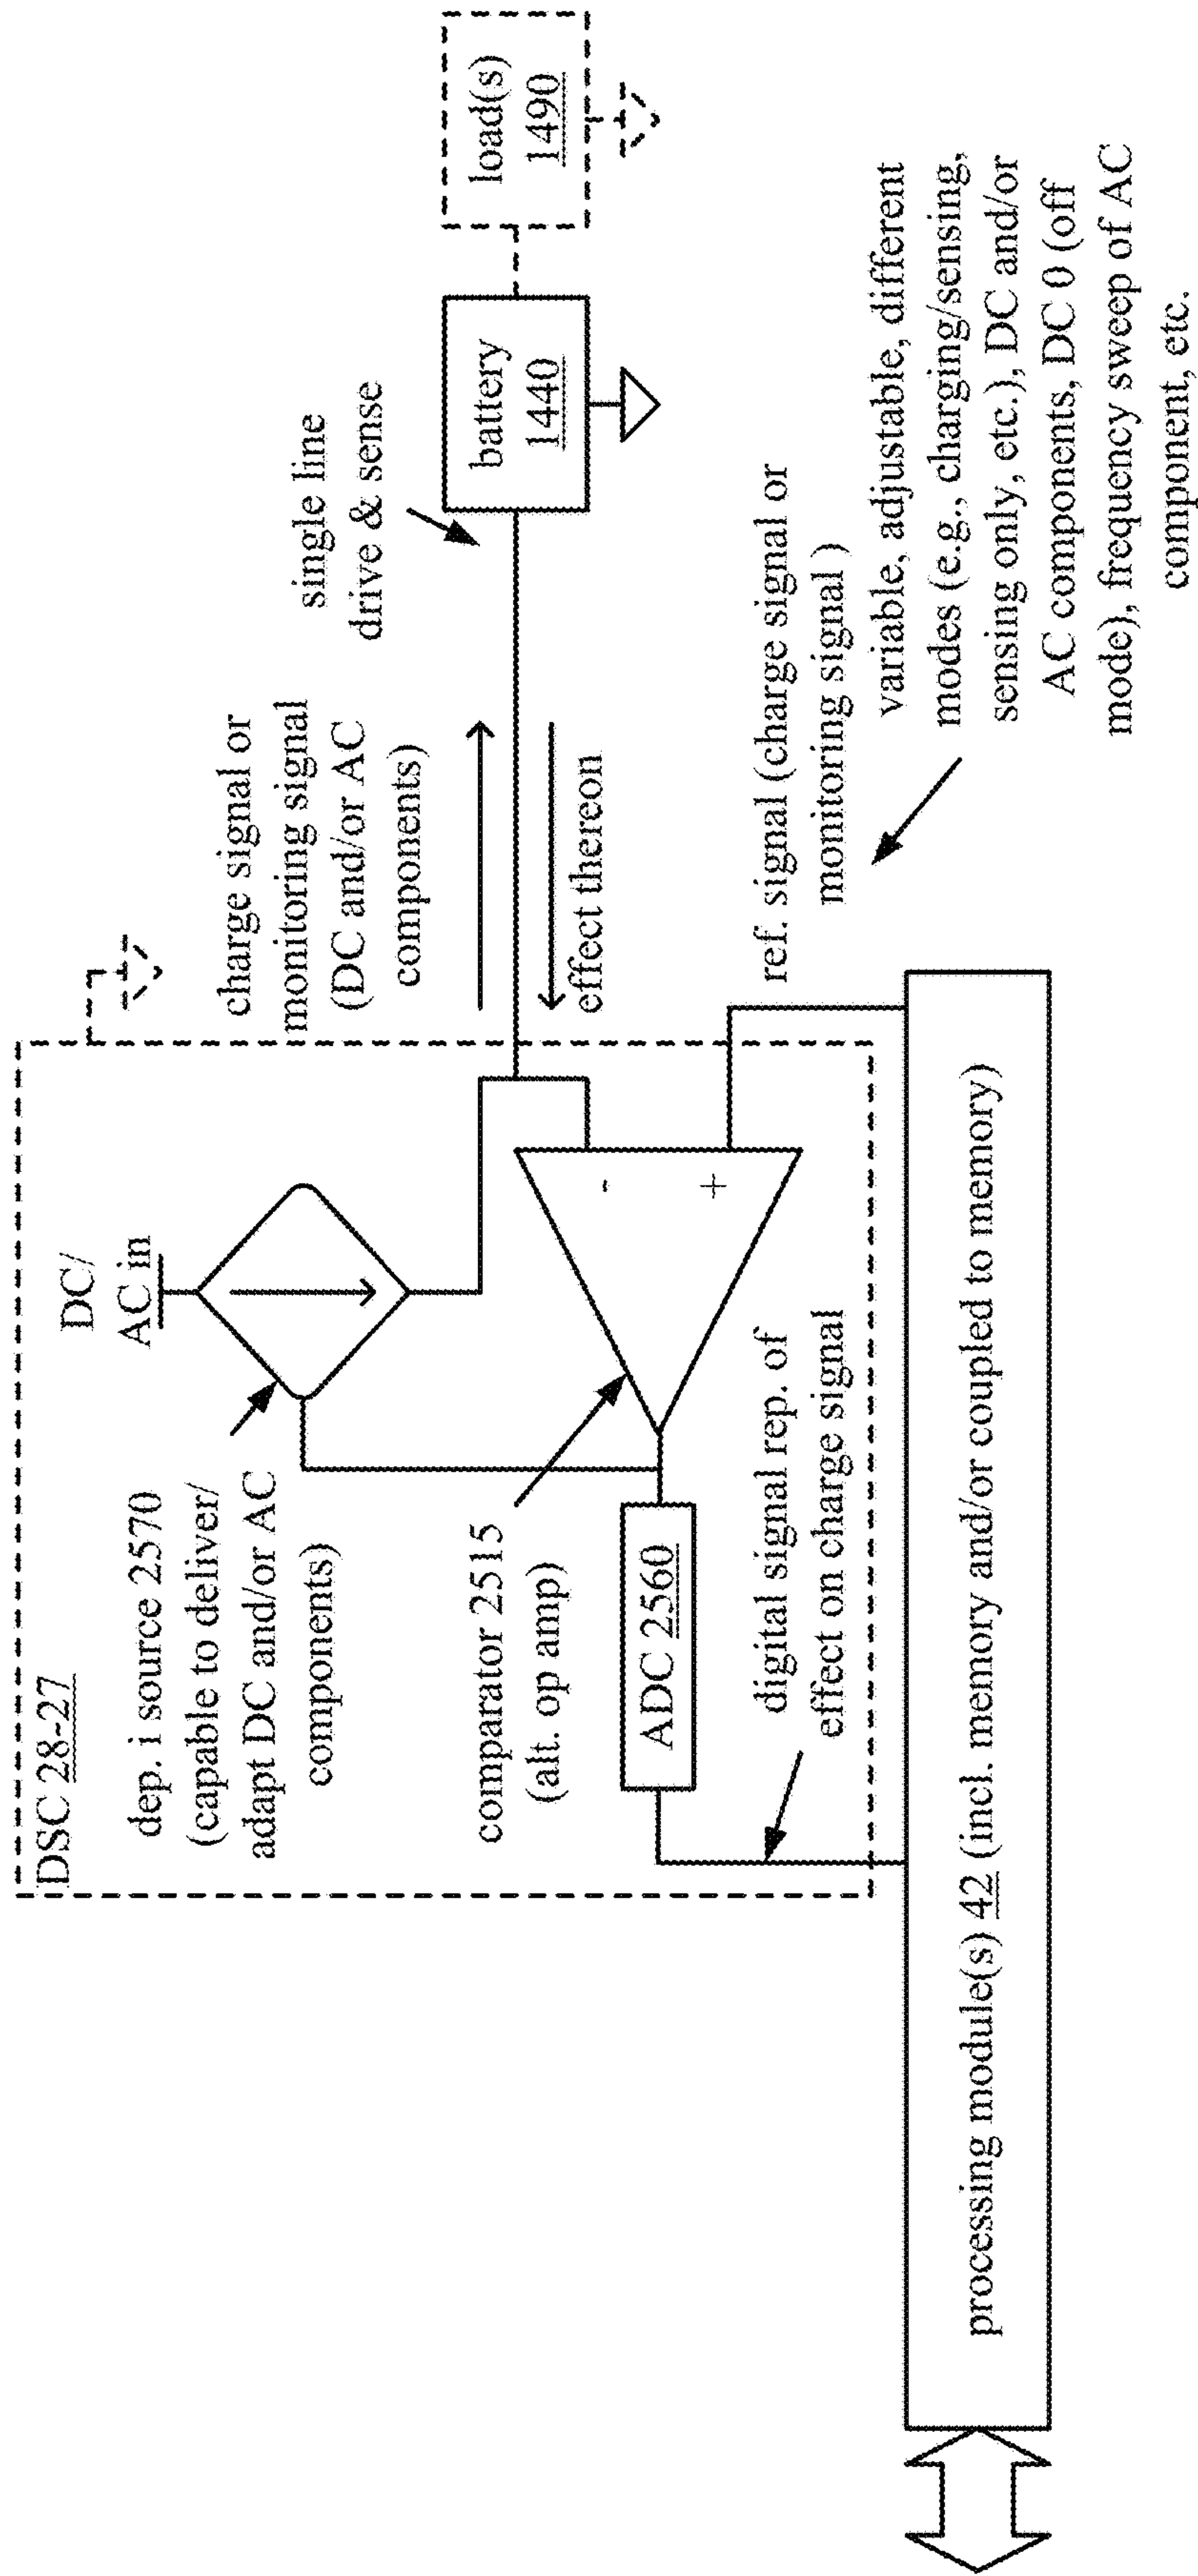 DSC 28-27
DC/
AC in
dep. i source 2570
(capable to deliver/
adapt DC and/or AC
components)
charge signal or
monitoring signal
(DC and/or AC
components)
single line
drive & sense
load(s)
1490
battery
1440
effect thereon
comparator 2515
(alt. op amp)
-
+
ADC 2560
digital signal rep. of
effect on charge signal
ref. signal (charge signal or
monitoring signal )
variable, adjustable, different
modes (e.g., charging/sensing,
sensing only, etc.), DC and/or
AC components, DC 0 (off
mode), frequency sweep of AC
component, etc.
processing module(s) 42 (incl. memory and/or coupled to memory)